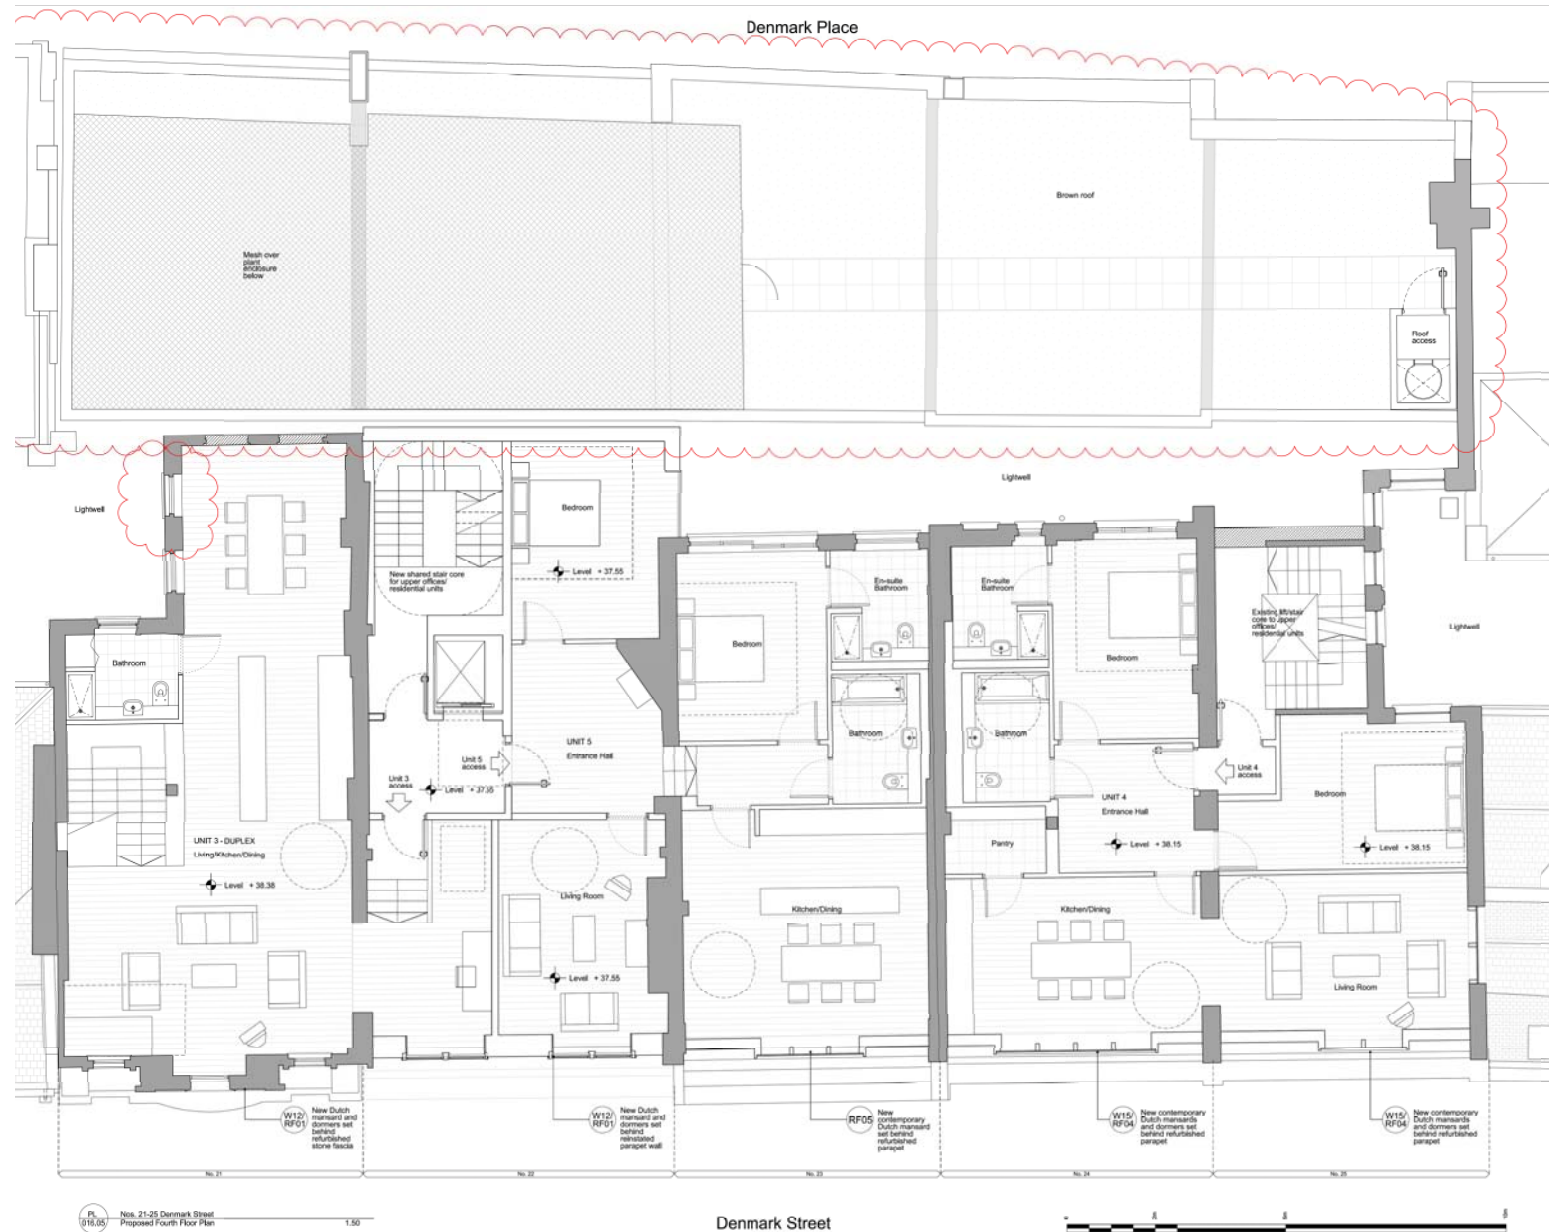 Denmark Place
Brown roof
Mesh over
plant
enclosure
below
Roof
access
Lightwell
Lightwell
Bedroom
New shared stair core
for upper offices/
residential units
Level + 37.55
En-suite
Bathroom
En-suite
Bathroom
Existing lift/stair
core to upper
offices/
residential units
Lightwell
Bathroom
Bedroom
Bedroom
UNIT 5
Entrance Hall
Bathroom
Bathroom
Unit 5
access
Unit 3
access
Unit 4
access
Level
Bedroom
UNIT 4
Entrance Hall
UNIT 3 - DUPLEX
Living/Kitchen/Dining
Pantry
Level + 38.15
Level + 38.15
Level + 38.38
Living Room
Kitchen/Dining
Kitchen/Dining
Level + 37.55
Living Room
W12/
RF01
New Dutch
mansard and
dormers set
behind
refurbished
stone fascia
W12/
RF01
New Dutch
mansard and
dormers set
behind
reinstated
parapet wall
RF05
New
contemporary
Dutch mansard
set behind
refurbished
parapet
W15/
RF04
New contemporary
Dutch mansards
and dormers set
behind refurbished
parapet
W15/
RF04
New contemporary
Dutch mansards
and dormers set
behind refurbished
parapet
No. 21
No. 22
No. 23
No. 24
No. 25
PL
016.05
Nos. 21-25 Denmark Street
Proposed Fourth Floor Plan
1.50
Denmark Street